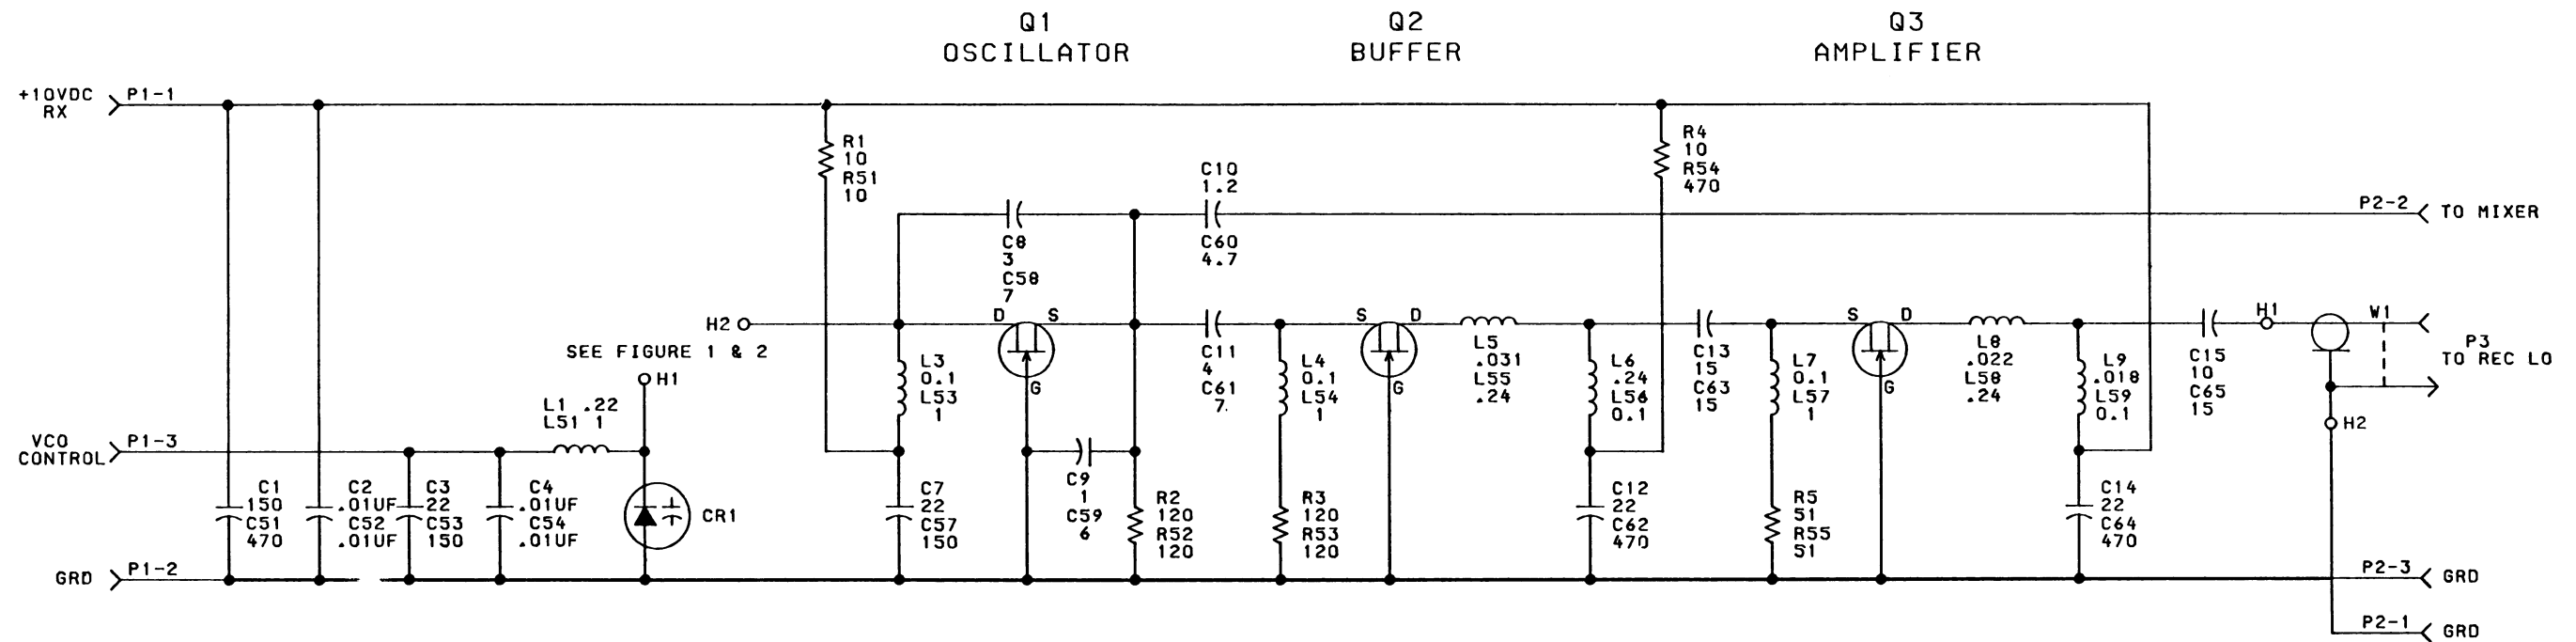 Q1
OSCILLATOR
Q2
BUFFER
Q3
AMPLIFIER
+10VDC
RX
P1-1
R1
10
R51
10
R4
10
R54
470
C10
1.2
C60
4.7
P2-2
TO MIXER
C8
3
C58
7
H2
D
S
G
SEE FIGURE 1 & 2
H1
C11
4
C61
7
S
D
G
L5
.031
L55
.24
C13
15
C63
15
S
D
G
L8
.022
L58
.24
C15
10
C65
15
H1
W1
P3
TO REC LO
H2
L3
0.1
L53
1
L4
0.1
L54
1
L6
.24
L56
0.1
L7
0.1
L57
1
L9
.018
L59
0.1
L1 .22
L51 1
VCO
CONTROL
P1-3
C1
150
C51
470
C2
.01UF
C52
.01UF
C3
22
C53
150
C4
.01UF
C54
.01UF
CR1
C7
22
C57
150
C9
1
C59
6
R2
120
R52
120
R3
120
R53
120
C12
22
C62
470
R5
51
R55
51
C14
22
C64
470
GRD
P1-2
P2-3
GRD
P2-1
GRD